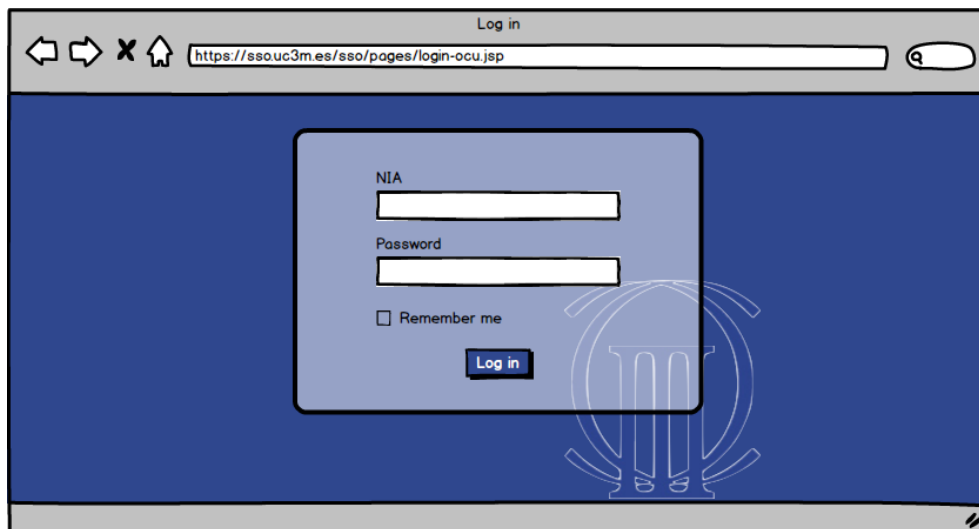 Log in
https://sso.uc3m.es/sso/pages/login-ocu.jsp
NIA
Password
Remember me
Log in